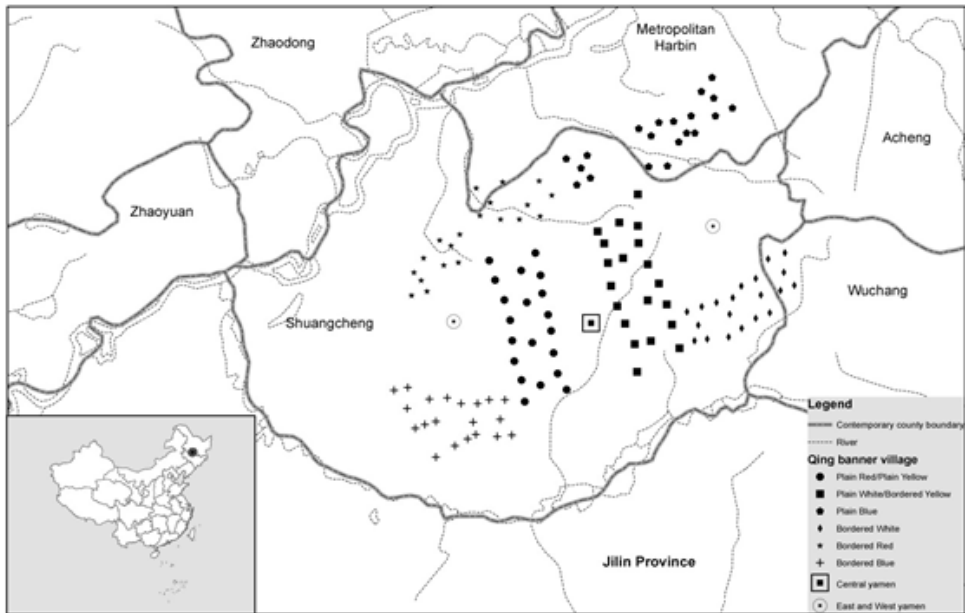 Zhaodong
Metropolitan
Harbin
Acheng
Zhaoyuan
Wuchang
Shuangcheng
Jilin Province
Legend
Contemporary county boundary
River
Qing banner village
Plain Red/Plain Yellow
Plain White/Bordered Yellow
Plain Blue
Bordered White
Bordered Red
Bordered Blue
Central yamen
East and West yamen